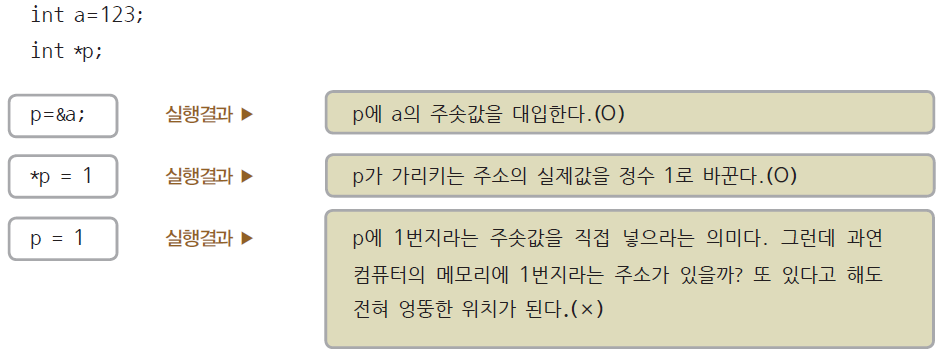 int a=123;
int *p;
p=&a; 실행결과 ▶ p에 a의 주솟값을 대입한다.(O)
*p = 1 실행결과 ▶ p가 가리키는 주소의 실제값을 정수 1로 바꾼다.(O)
p = 1 실행결과 ▶ p에 1번지라는 주솟값을 직접 넣으라는 의미다. 그런데 과연
컴퓨터의 메모리에 1번지라는 주소가 있을까? 또 있다고 해도
전혀 엉뚱한 위치가 된다.(×)